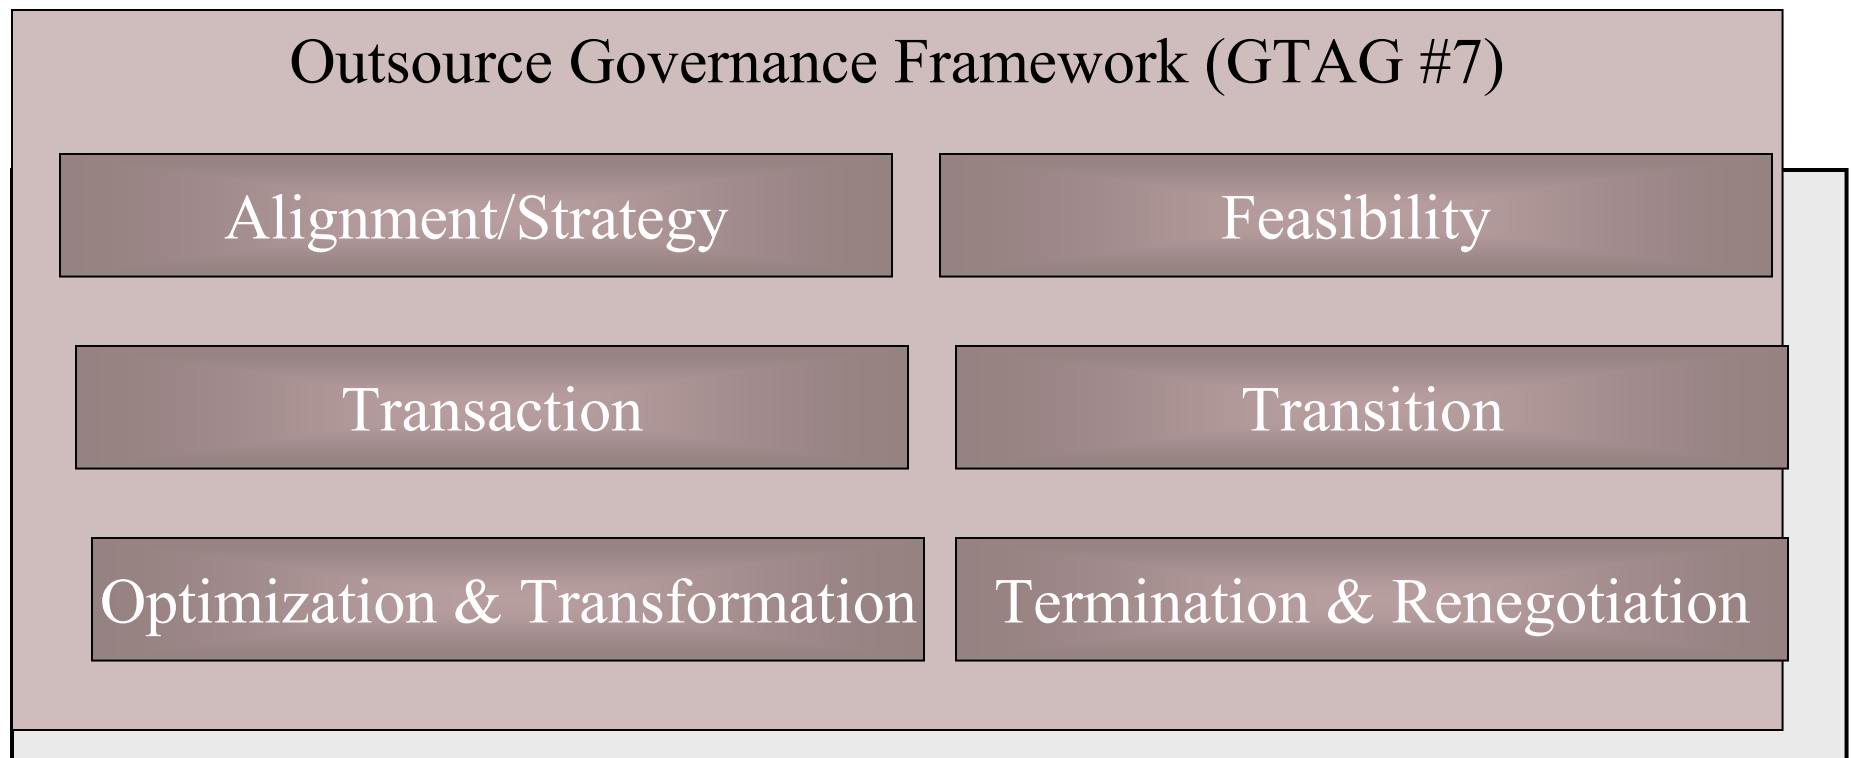 Outsource Governance Framework (GTAG #7)
Alignment/Strategy
Feasibility
Transaction
Transition
Optimization & Transformation
Termination & Renegotiation